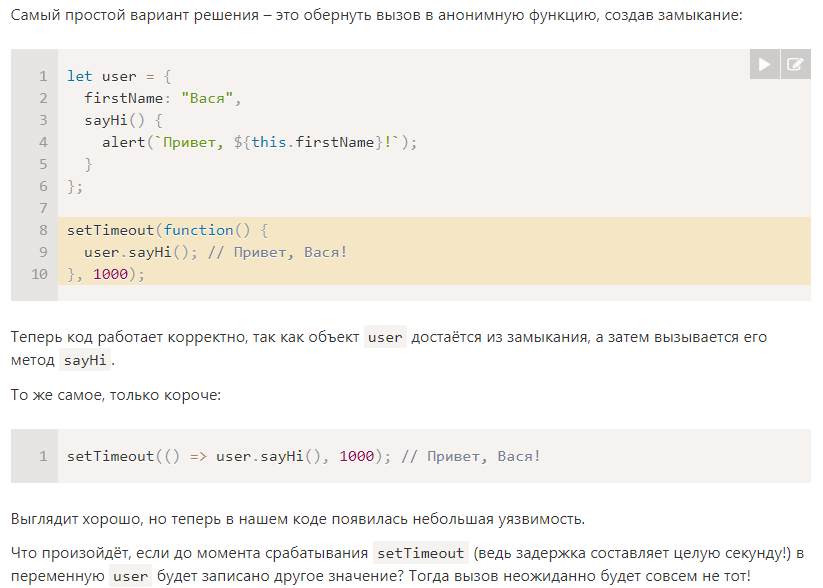 Самый простой вариант решения – это обернуть вызов в анонимную функцию, создав замыкание:
1 let user = {
2   firstName: "Вася",
3   sayHi() {
4     alert(`Привет, ${this.firstName}!`);
5   }
6 };
7
8 setTimeout(function() {
9   user.sayHi(); // Привет, Вася!
10 }, 1000);
Теперь код работает корректно, так как объект user достаётся из замыкания, а затем вызывается его
метод sayHi.
То же самое, только короче:
1 setTimeout(() => user.sayHi(), 1000); // Привет, Вася!
Выглядит хорошо, но теперь в нашем коде появилась небольшая уязвимость.
Что произойдёт, если до момента срабатывания setTimeout (ведь задержка составляет целую секунду!) в
переменную user будет записано другое значение? Тогда вызов неожиданно будет совсем не тот!